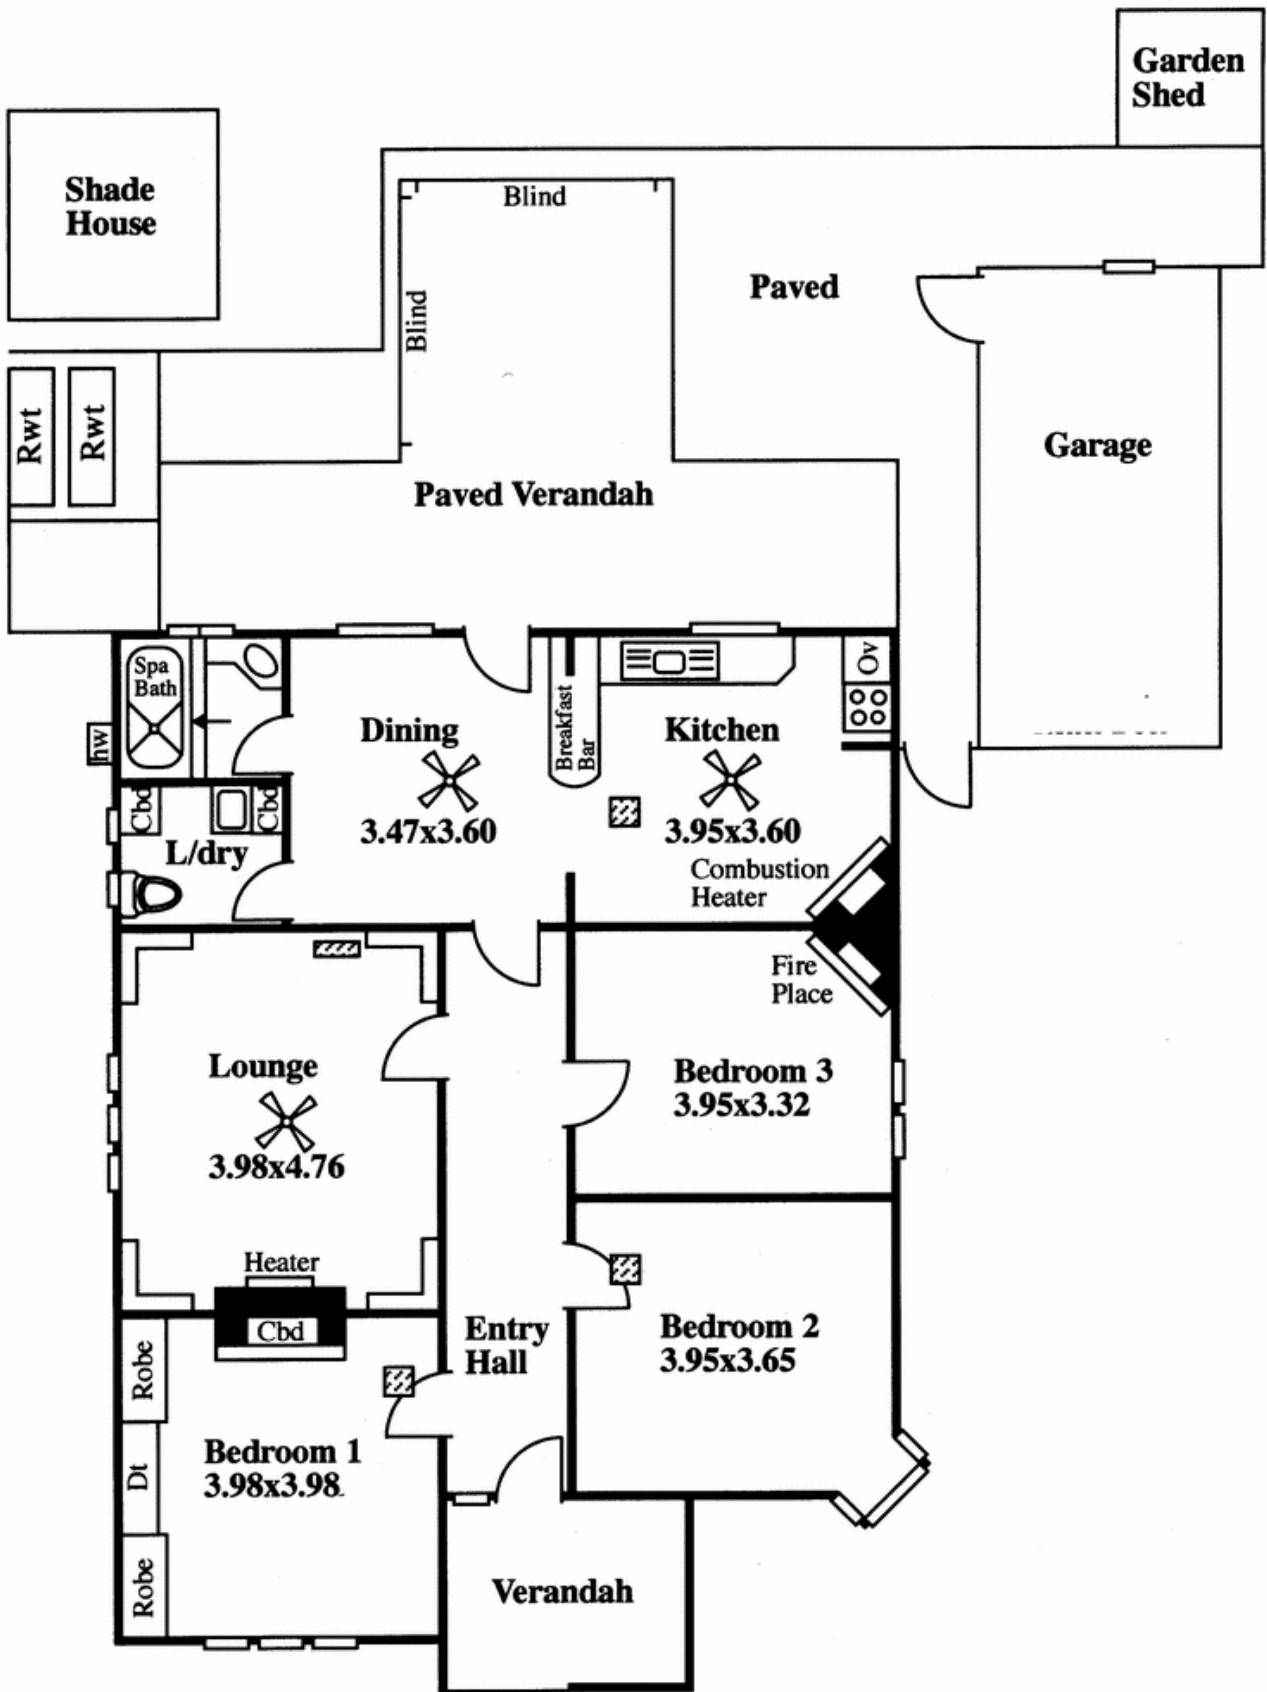 Garden
Shed
Shade
House
Blind
Blind
Paved
Rwt
Rwt
Garage
Paved Verandah
Spa
Bath
hw
Dining
3.47x3.60
Breakfast
Bar
Kitchen
3.95x3.60
Ov
Cbd
Cbd
L/dry
Combustion
Heater
Fire
Place
Lounge
3.98x4.76
Bedroom 3
3.95x3.32
Heater
Cbd
Entry
Hall
Bedroom 2
3.95x3.65
Robe
Dt
Robe
Bedroom 1
3.98x3.98
Verandah